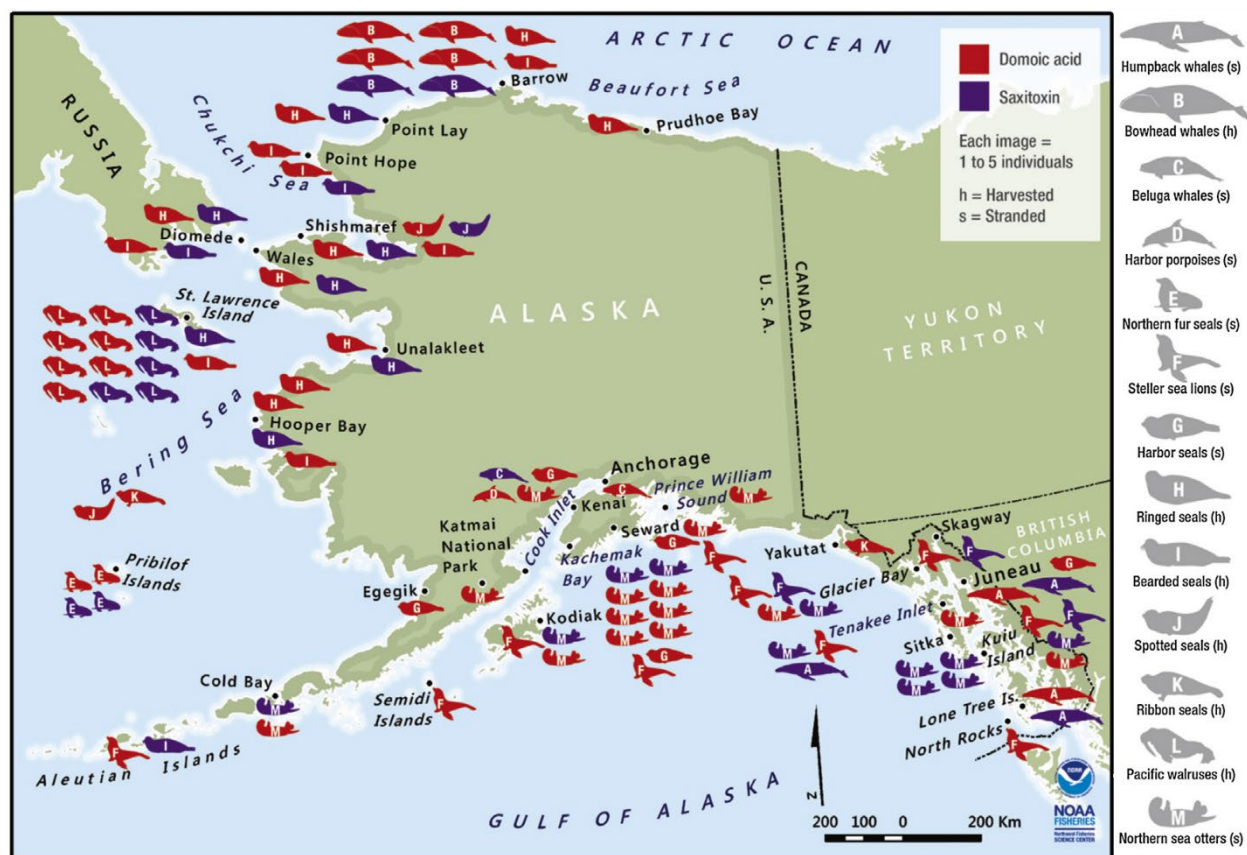 ARCTIC OCEAN
Beaufort Sea
Barrow
Prudhoe Bay
RUSSIA
Chukchi Sea
Point Lay
Point Hope
Diomede
Shishmaref
Wales
St. Lawrence
Island
ALASKA
U. S. A.
CANADA
YUKON
TERRITORY
Unalakleet
Bering Sea
Hooper Bay
Anchorage
Prince William
Sound
Kenai
Cook Inlet
Seward
Katmai
National
Park
Kachemak
Bay
Pribilof
Islands
Egegik
Kodiak
Yakutat
Skagway
BRITISH
COLUMBIA
Glacier Bay
Juneau
Tenakee Inlet
Sitka
Kuiu
Island
Cold Bay
Semidi
Islands
Lone Tree Is.
North Rocks
Aleutian Islands
GULF OF ALASKA
N
200 100 0 200 Km
NOAA
NOAA
FISHERIES
Northwest Fisheries
SCIENCE CENTER
Domoic acid
Saxitoxin
Each image =
1 to 5 individuals
h = Harvested
s = Stranded
B B H
B B I
B B
H H
H
I
I
I
H H
I I
J J
H H I
H H
L L L
L L L H
L L L I
L L L
H
H
H
H
H
I
J K
E E
E E
C G
D M
C
M
M
G
F
M
G
M M
M M
M M
M M
M M
G
F
F M
M
F
M
M
F I
F F
M M
M F
A
K
F F
G
A A
F F
M
M
M
M M
M M
A
A
F
A
Humpback whales (s)
B
Bowhead whales (h)
C
Beluga whales (s)
D
Harbor porpoises (s)
E
Northern fur seals (s)
F
Steller sea lions (s)
G
Harbor seals (s)
H
Ringed seals (h)
I
Bearded seals (h)
J
Spotted seals (h)
K
Ribbon seals (h)
L
Pacific walruses (h)
M
Northern sea otters (s)